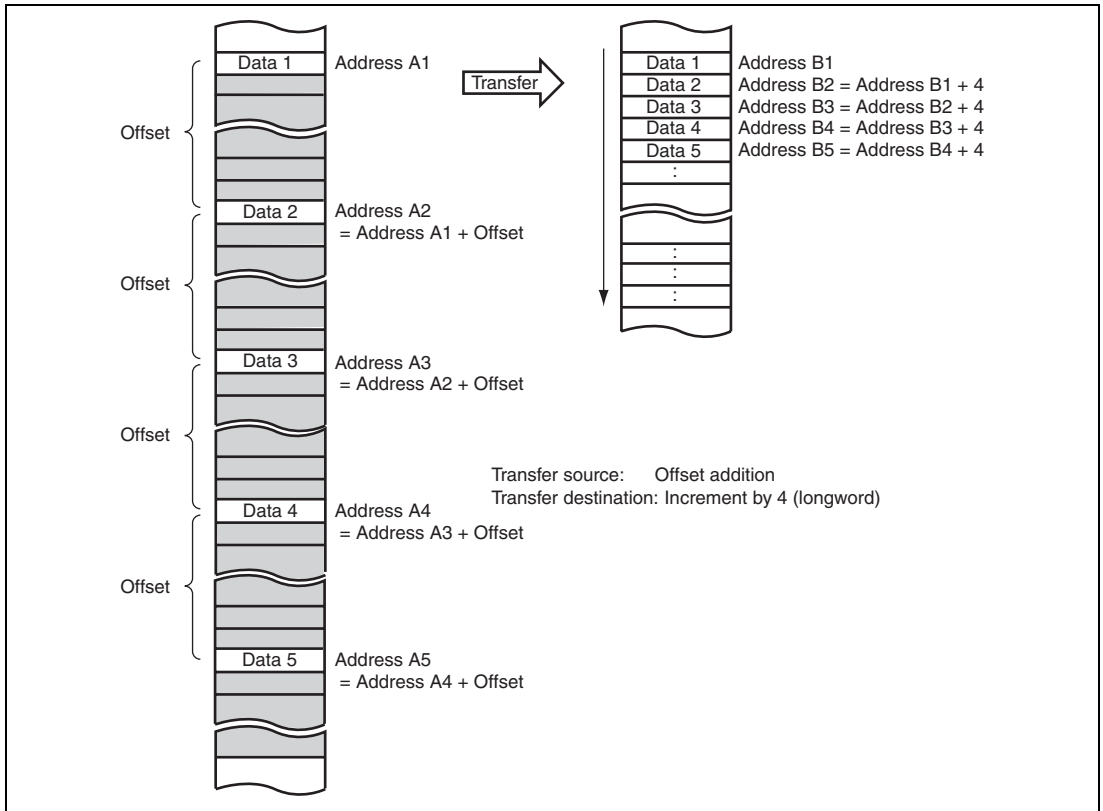 Data 1
Address A1
Offset
Data 2
Address A2
= Address A1 + Offset
Offset
Data 3
Address A3
= Address A2 + Offset
Offset
Data 4
Address A4
= Address A3 + Offset
Offset
Data 5
Address A5
= Address A4 + Offset
Transfer
Data 1 Address B1
Data 2 Address B2 = Address B1 + 4
Data 3 Address B3 = Address B2 + 4
Data 4 Address B4 = Address B3 + 4
Data 5 Address B5 = Address B4 + 4
:
:
:
:
Transfer source: Offset addition
Transfer destination: Increment by 4 (longword)